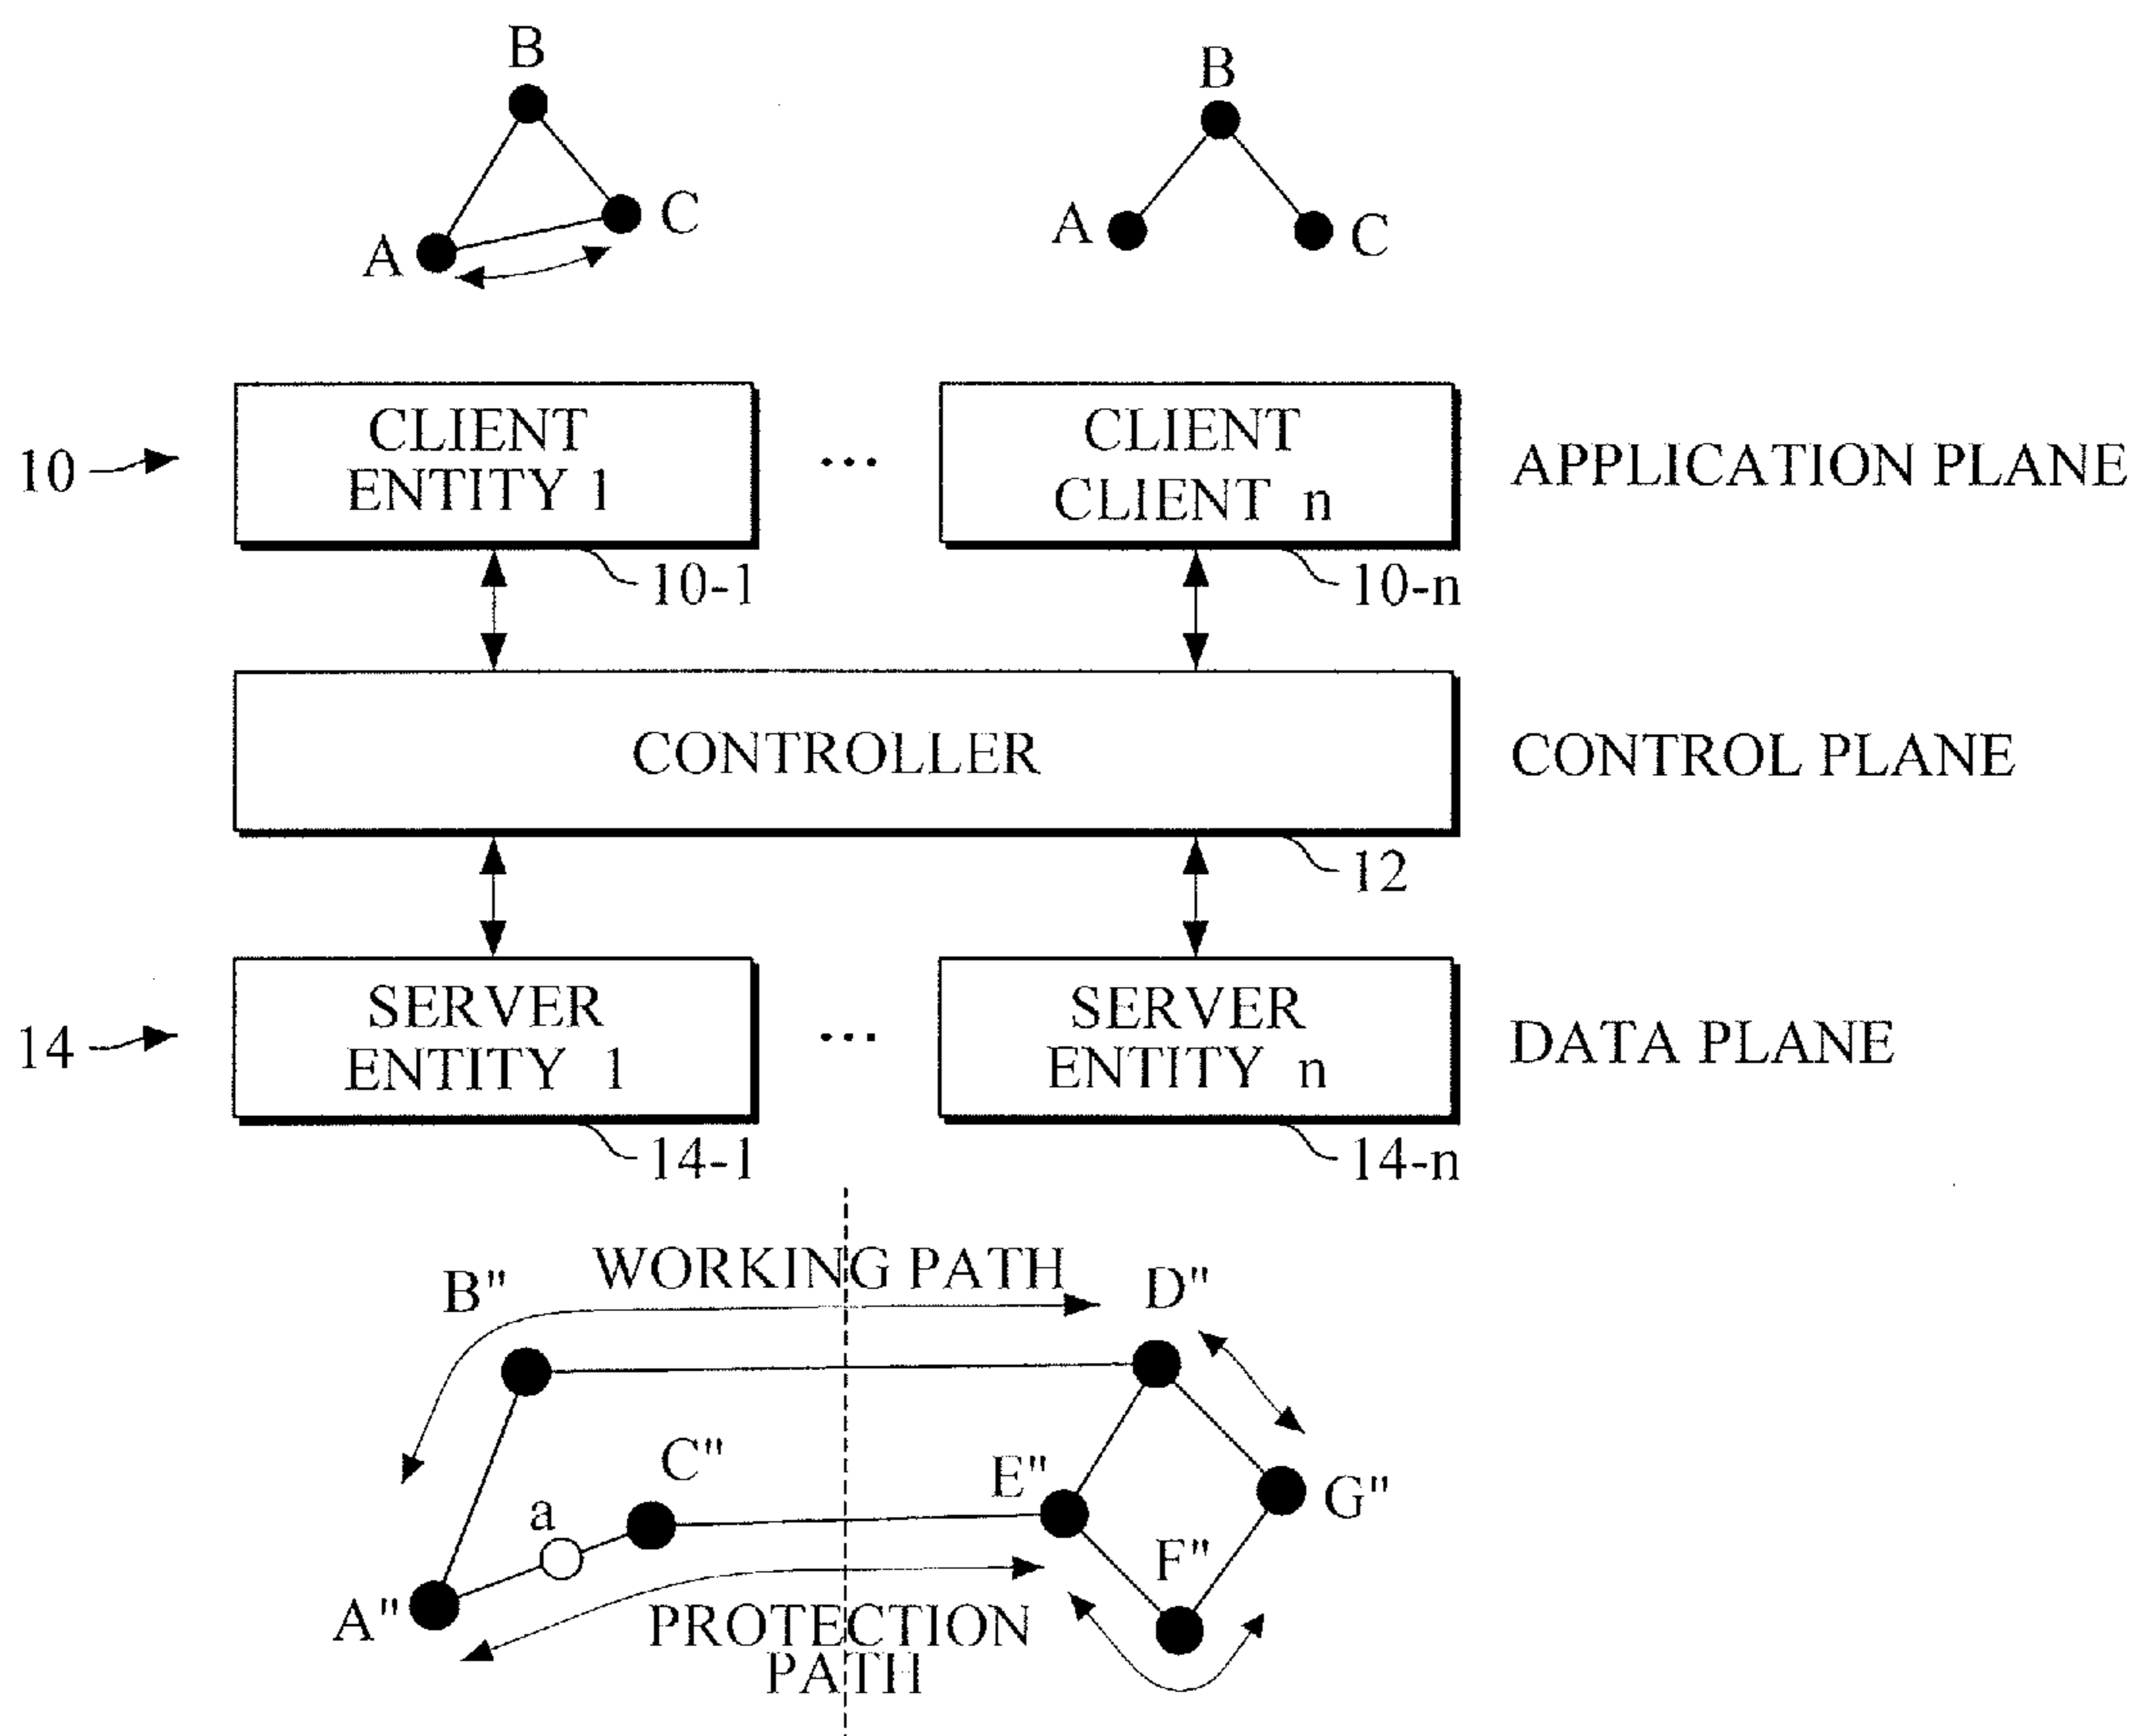 B
B
A
C
A
C
10
CLIENT
ENTITY 1
...
CLIENT
CLIENT n
APPLICATION PLANE
10-1
10-n
CONTROLLER
CONTROL PLANE
12
14
SERVER
ENTITY 1
...
SERVER
ENTITY n
DATA PLANE
14-1
14-n
WORKING PATH
B"
D"
C"
E"
G"
a
F"
A"
PROTECTION
PATH